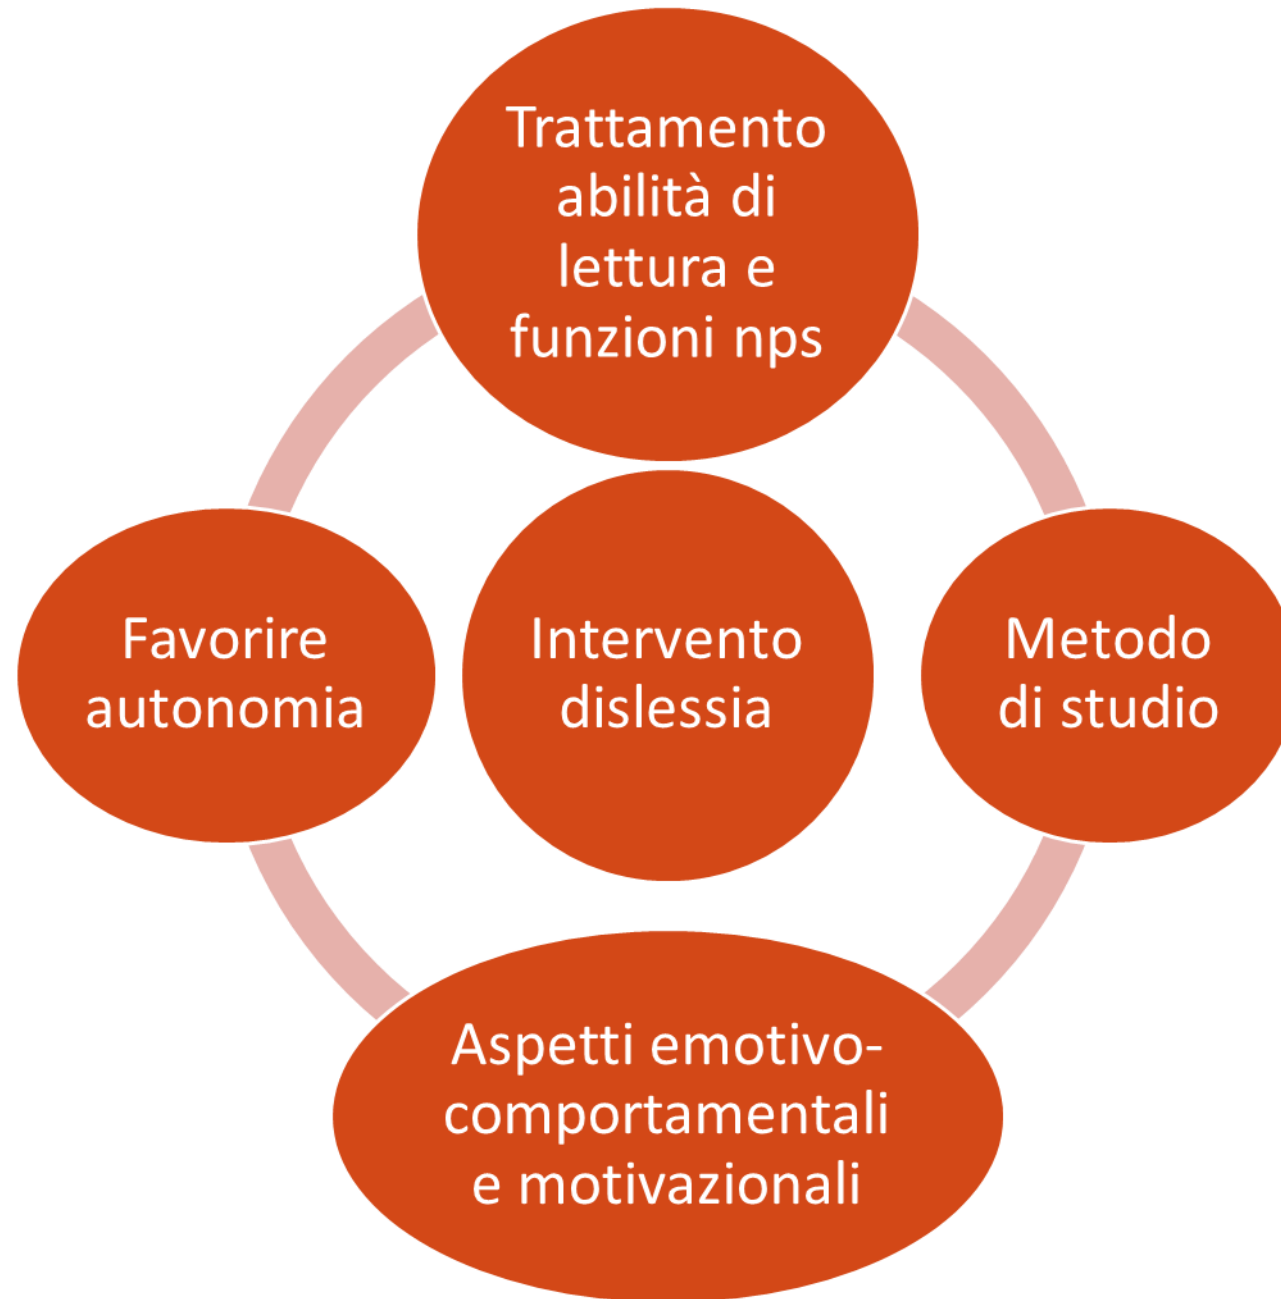 Trattamento
abilità di
lettura e
funzioni nps
Favorire
autonomia
Intervento
dislessia
Metodo
di studio
Aspetti emotivo-
comportamentali
e motivazionali